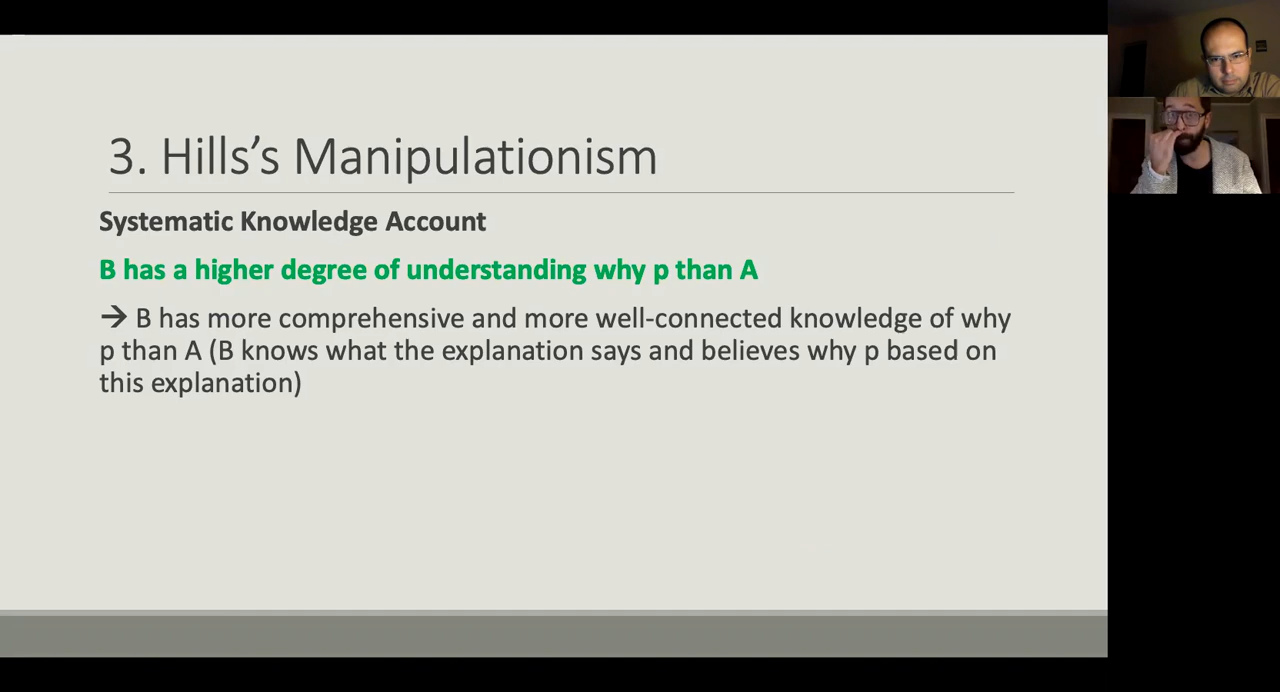 3. Hills’s Manipulationism
Systematic Knowledge Account
B has a higher degree of understanding why p than A
→ B has more comprehensive and more well-connected knowledge of why
p than A (B knows what the explanation says and believes why p based on
this explanation)